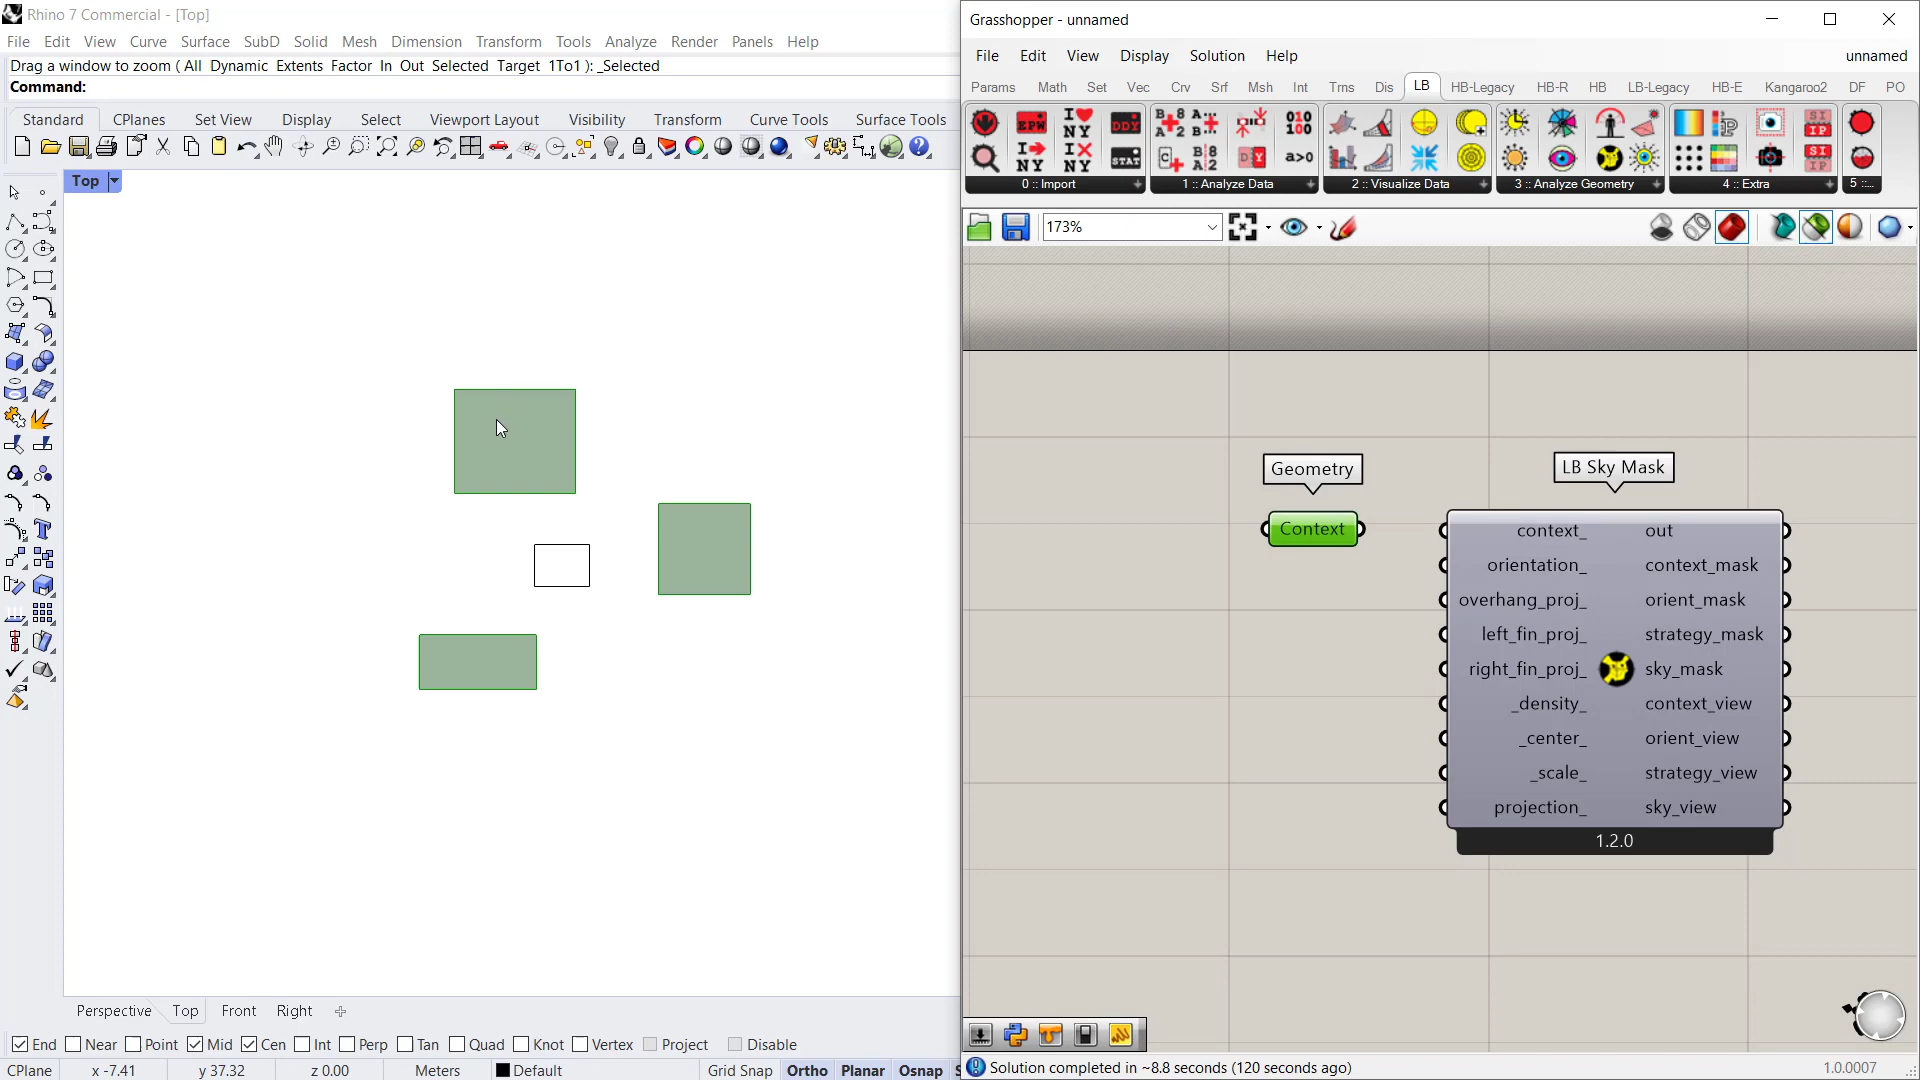 Rhino 7 Commercial - [Top]
File Edit View Curve Surface SubD Solid Mesh Dimension Transform Tools Analyze Render Panels Help
Drag a window to zoom ( All Dynamic Extents Factor In Out Selected Target 1To1 ): _Selected
Command:
Standard CPlanes Set View Display Select Viewport Layout Visibility Transform Curve Tools Surface Tools
Top
Perspective Top Front Right
End Near Point Mid Cen Int Perp Tan Quad Knot Vertex Project Disable
CPlane x -7.41 y 37.32 z 0.00 Meters Default Grid Snap Ortho Planar Osnap S
Grasshopper - unnamed
File Edit View Display Solution Help unnamed
Params Math Set Vec Crv Srf Msh Int Trns Dis LB HB-Legacy HB-R HB LB-Legacy HB-E Kangaroo2 DF PO
0 :: Import 1 :: Analyze Data 2 :: Visualize Data 3 :: Analyze Geometry 4 :: Extra 5 ::...
173%
Geometry
Context
LB Sky Mask
context_ out
orientation_ context_mask
overhang_proj_ orient_mask
left_fin_proj_ strategy_mask
right_fin_proj_ sky_mask
_density_ context_view
_center_ orient_view
_scale_ strategy_view
projection_ sky_view
1.2.0
Solution completed in ~8.8 seconds (120 seconds ago) 1.0.0007